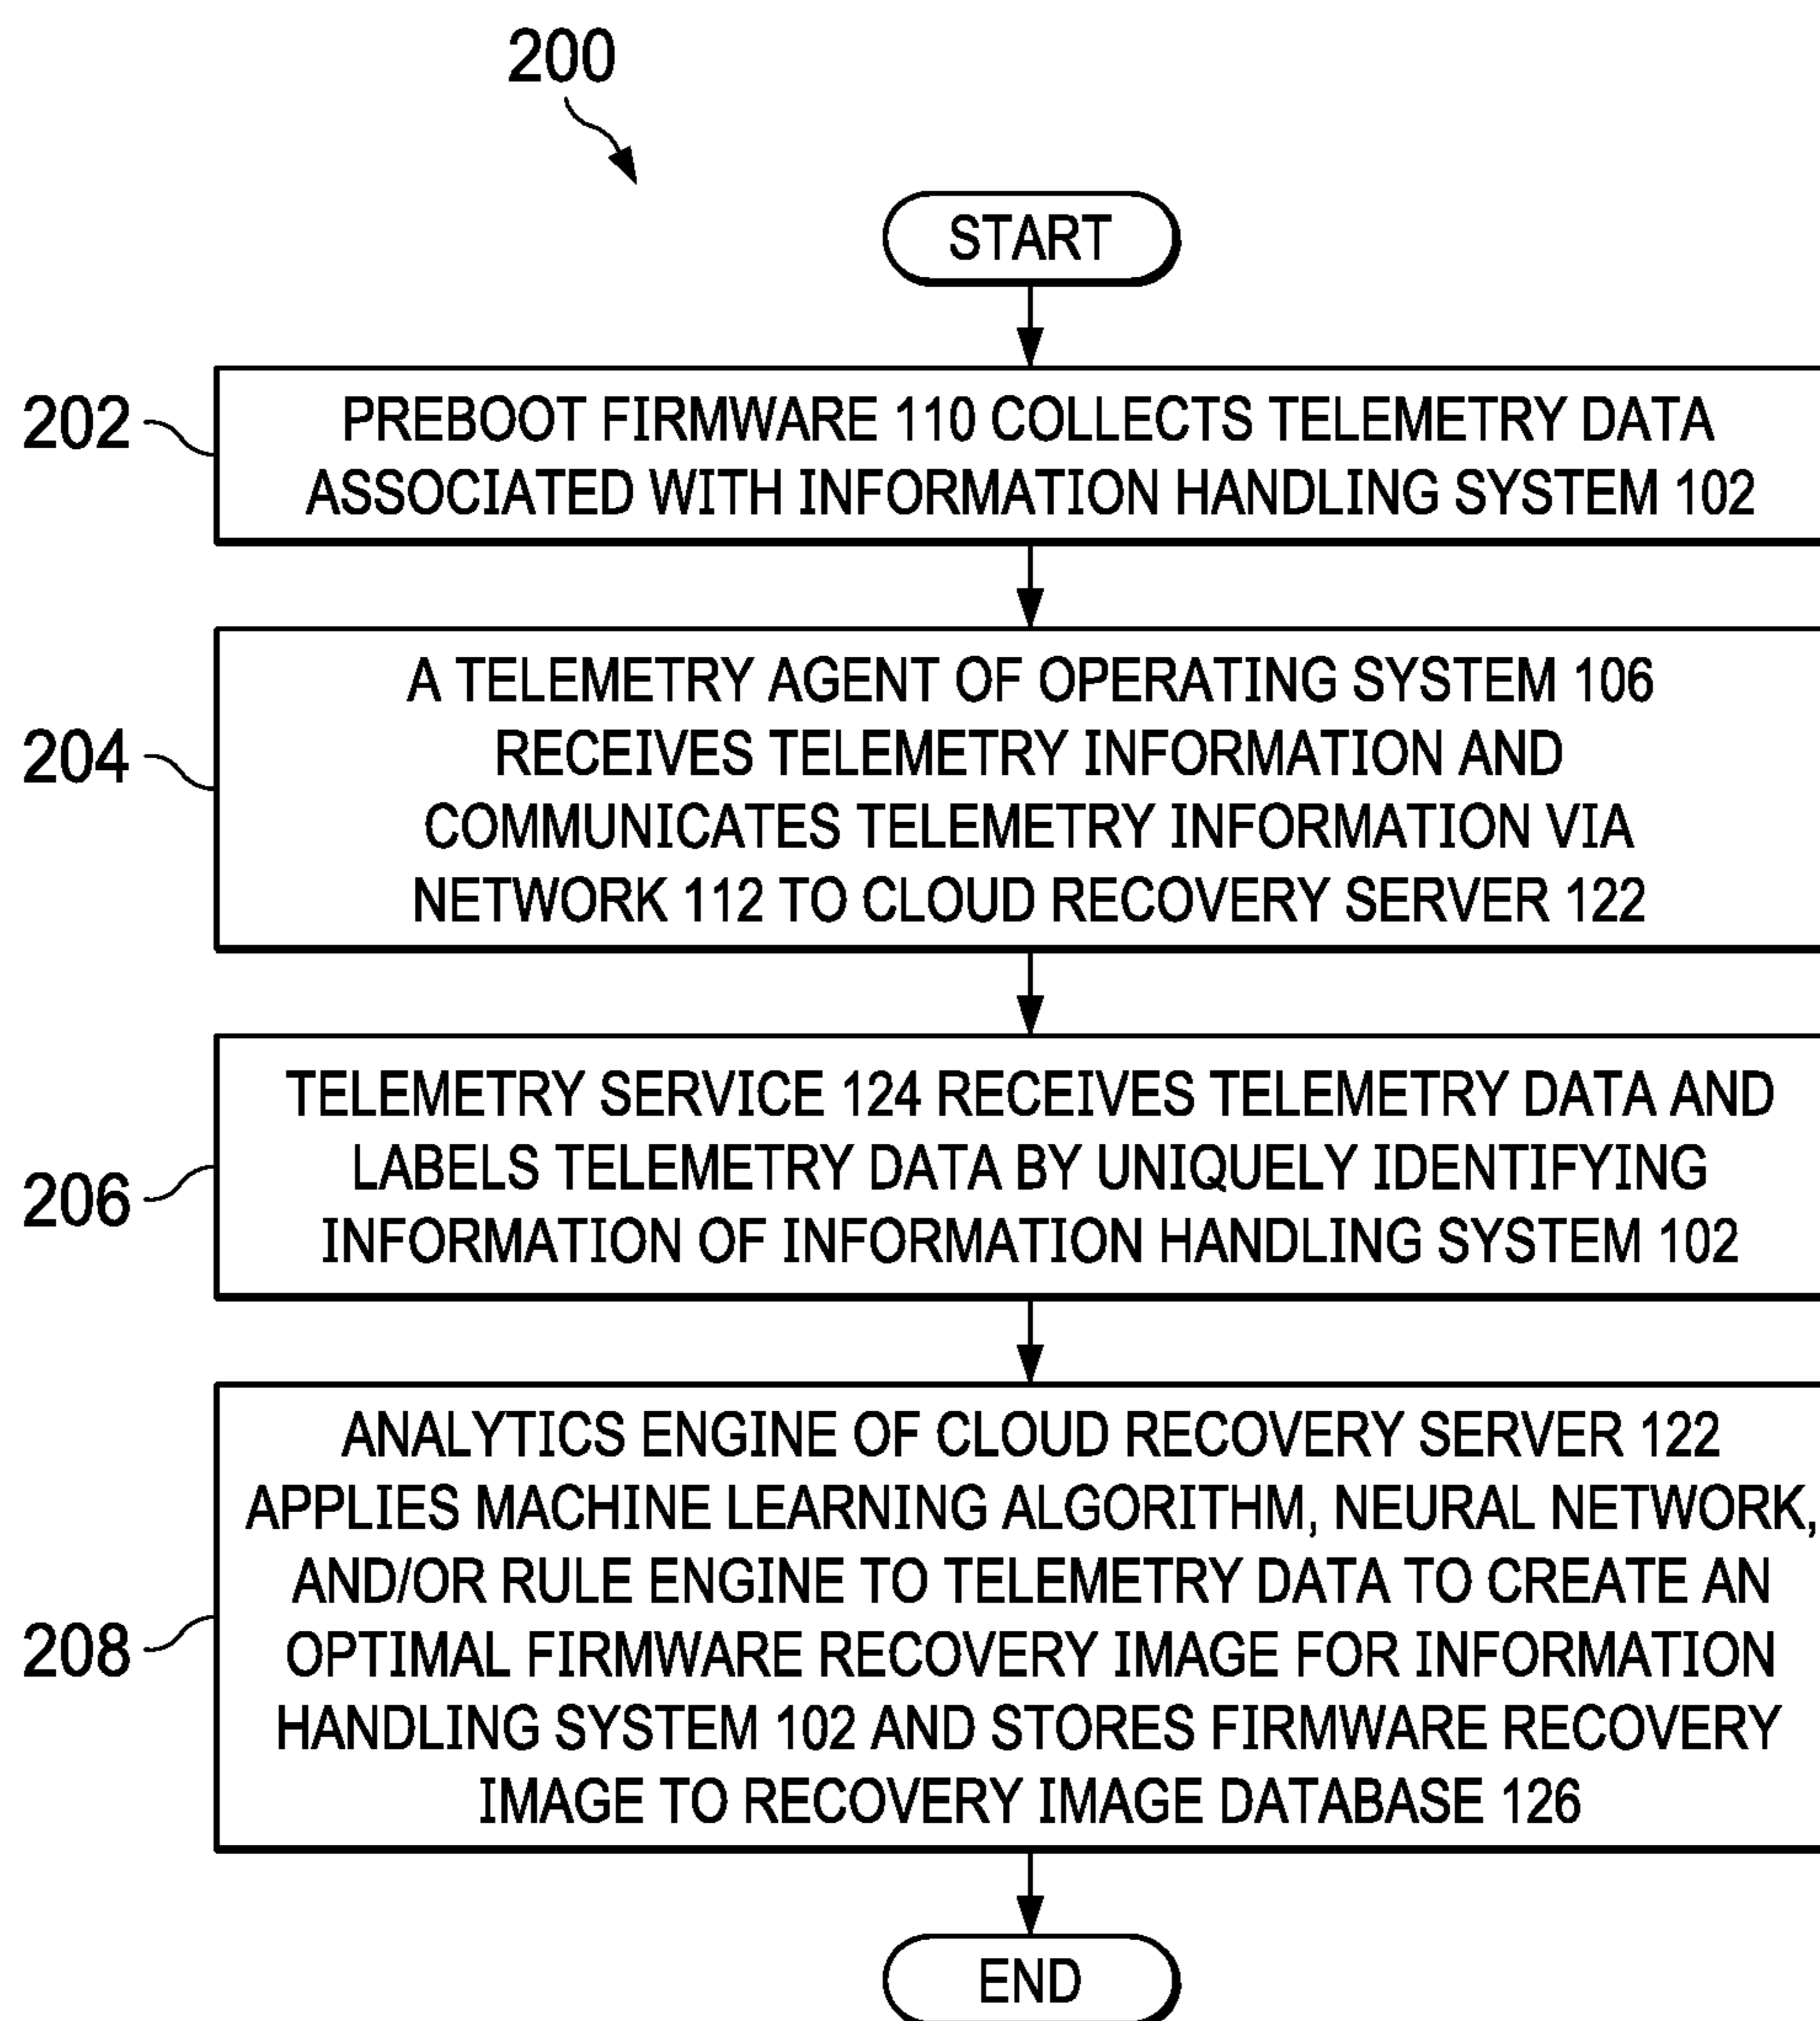 200
START
202
PREBOOT FIRMWARE 110 COLLECTS TELEMETRY DATA
ASSOCIATED WITH INFORMATION HANDLING SYSTEM 102
204
A TELEMETRY AGENT OF OPERATING SYSTEM 106
RECEIVES TELEMETRY INFORMATION AND
COMMUNICATES TELEMETRY INFORMATION VIA
NETWORK 112 TO CLOUD RECOVERY SERVER 122
206
TELEMETRY SERVICE 124 RECEIVES TELEMETRY DATA AND
LABELS TELEMETRY DATA BY UNIQUELY IDENTIFYING
INFORMATION OF INFORMATION HANDLING SYSTEM 102
208
ANALYTICS ENGINE OF CLOUD RECOVERY SERVER 122
APPLIES MACHINE LEARNING ALGORITHM, NEURAL NETWORK,
AND/OR RULE ENGINE TO TELEMETRY DATA TO CREATE AN
OPTIMAL FIRMWARE RECOVERY IMAGE FOR INFORMATION
HANDLING SYSTEM 102 AND STORES FIRMWARE RECOVERY
IMAGE TO RECOVERY IMAGE DATABASE 126
END